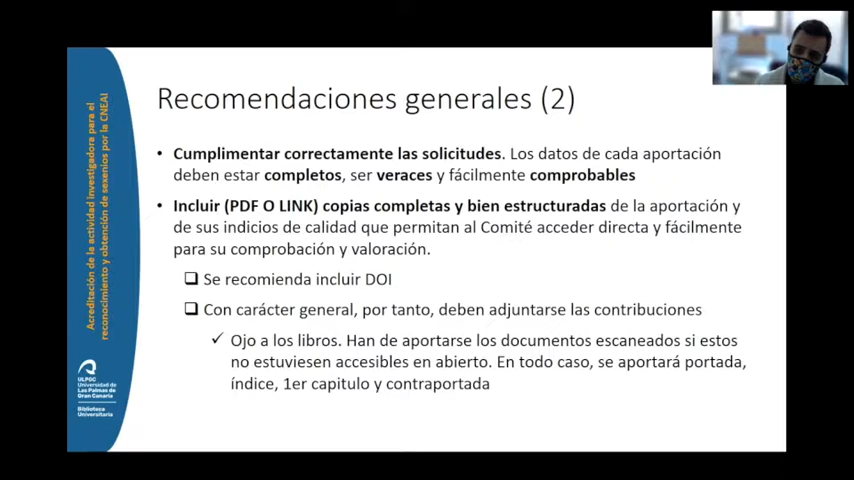 Recomendaciones generales (2)
• Cumplimentar correctamente las solicitudes. Los datos de cada aportación
deben estar completos, ser veraces y fácilmente comprobables
• Incluir (PDF O LINK) copias completas y bien estructuradas de la aportación y
de sus indicios de calidad que permitan al Comité acceder directa y fácilmente
para su comprobación y valoración.
❑ Se recomienda incluir DOI
❑ Con carácter general, por tanto, deben adjuntarse las contribuciones
✓ Ojo a los libros. Han de aportarse los documentos escaneados si estos
no estuviesen accesibles en abierto. En todo caso, se aportará portada,
índice, 1er capitulo y contraportada
Acreditación de la actividad investigadora para el
reconocimiento y obtención de sexenios por la CNEAI
ULPGC
Universidad de
Las Palmas de
Gran Canaria
Biblioteca
Universitaria